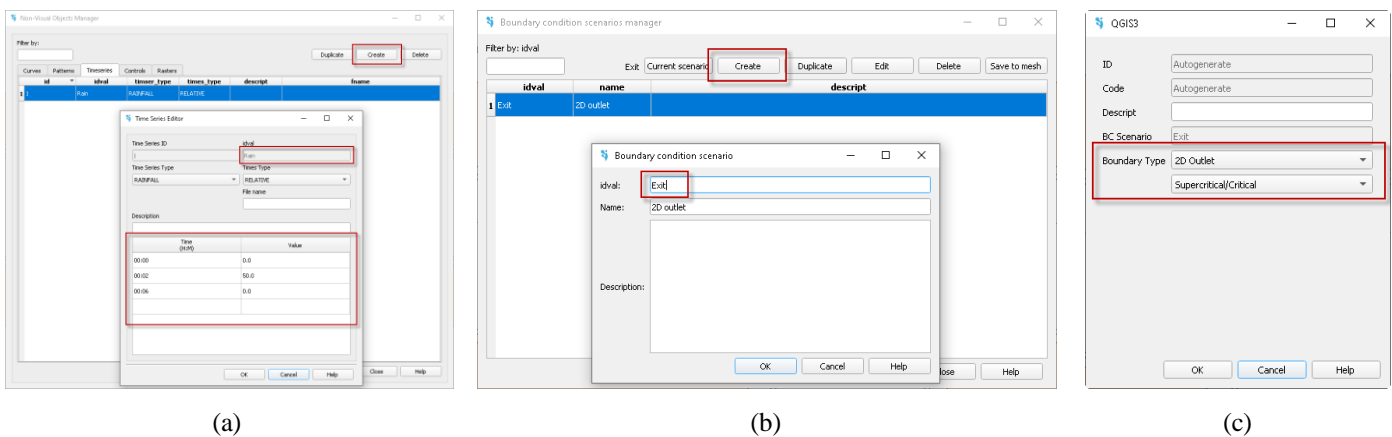 Non-Visual Objects Manager
Filter by:
Duplicate Create Delete
Curves Patterns Timeseries Controls Rasters
id idval timser_type times_type descript fname
1 1 Rain RAINFALL RELATIVE
Time Series Editor
Time Series ID idval
1 Rain
Time Series Type Times Type
RAINFALL RELATIVE
File name
Description
Time Value
(H:M)
00:00 0.0
00:02 50.0
00:06 0.0
OK Cancel Help
Close Help
(a)
Boundary condition scenarios manager
Filter by: idval
Exit Current scenario Create Duplicate Edit Delete Save to mesh
idval name descript
1 Exit 2D outlet
Boundary condition scenario
idval: Exit
Name: 2D outlet
Description:
OK Cancel Help
lose Help
(b)
QGIS3
ID Autogenerate
Code Autogenerate
Descript
BC Scenario Exit
Boundary Type 2D Outlet
Supercritical/Critical
OK Cancel Help
(c)